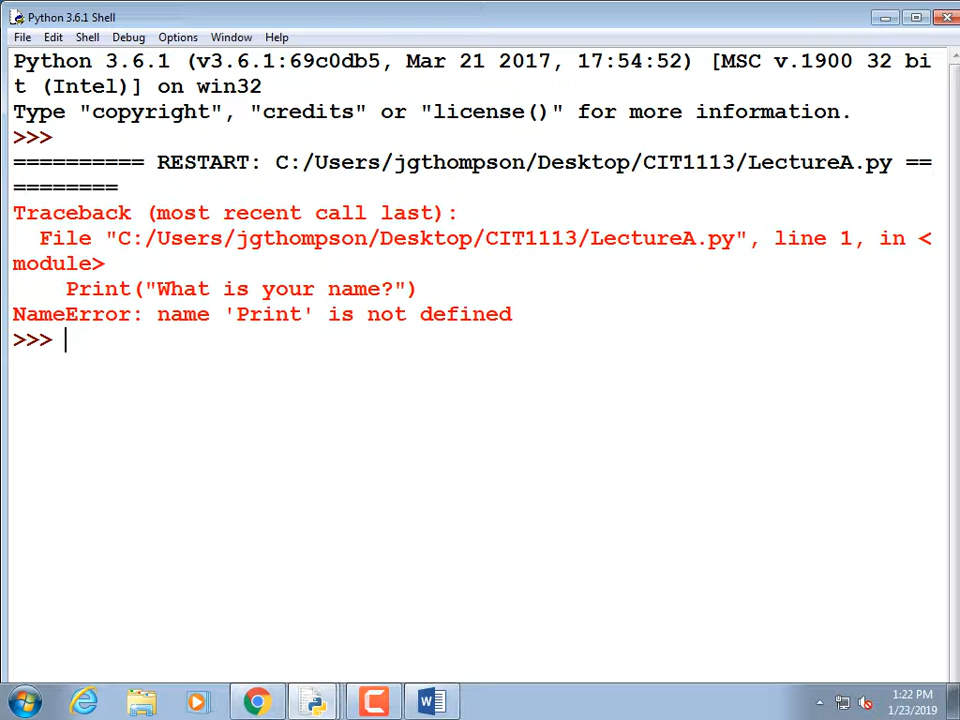 Python 3.6.1 Shell
File Edit Shell Debug Options Window Help
Python 3.6.1 (v3.6.1:69c0db5, Mar 21 2017, 17:54:52) [MSC v.1900 32 bi
t (Intel)] on win32
Type "copyright", "credits" or "license()" for more information.
>>>
========== RESTART: C:/Users/jgthompson/Desktop/CIT1113/LectureA.py ==
========
Traceback (most recent call last):
  File "C:/Users/jgthompson/Desktop/CIT1113/LectureA.py", line 1, in <
module>
    Print("What is your name?")
NameError: name 'Print' is not defined
>>>
1:22 PM
1/23/2019